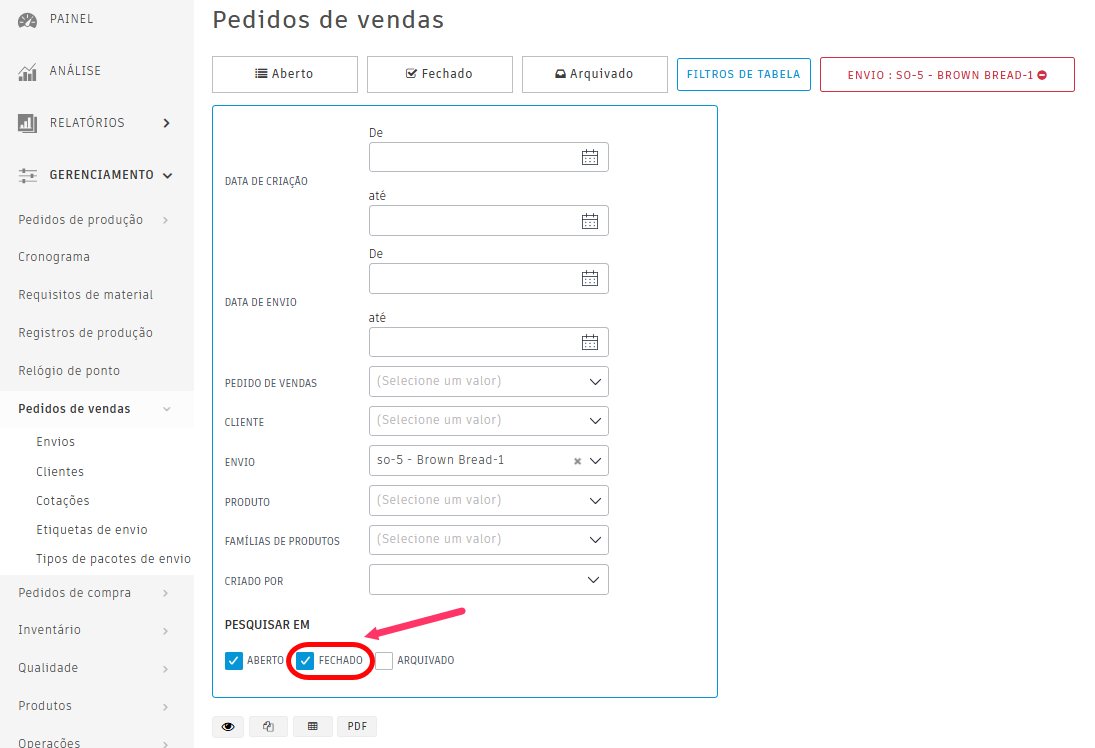 PAINEL
ANÁLISE
RELATÓRIOS
GERENCIAMENTO
Pedidos de produção
Cronograma
Requisitos de material
Registros de produção
Relógio de ponto
Pedidos de vendas
Envios
Clientes
Cotações
Etiquetas de envio
Tipos de pacotes de envio
Pedidos de compra
Inventário
Qualidade
Produtos
Operações
Pedidos de vendas
Aberto Fechado Arquivado FILTROS DE TABELA ENVIO : SO-5 - BROWN BREAD-1
De
DATA DE CRIAÇÃO
até
De
DATA DE ENVIO
até
PEDIDO DE VENDAS (Selecione um valor)
CLIENTE (Selecione um valor)
ENVIO so-5 - Brown Bread-1
PRODUTO (Selecione um valor)
FAMÍLIAS DE PRODUTOS (Selecione um valor)
CRIADO POR
PESQUISAR EM
ABERTO FECHADO ARQUIVADO
PDF